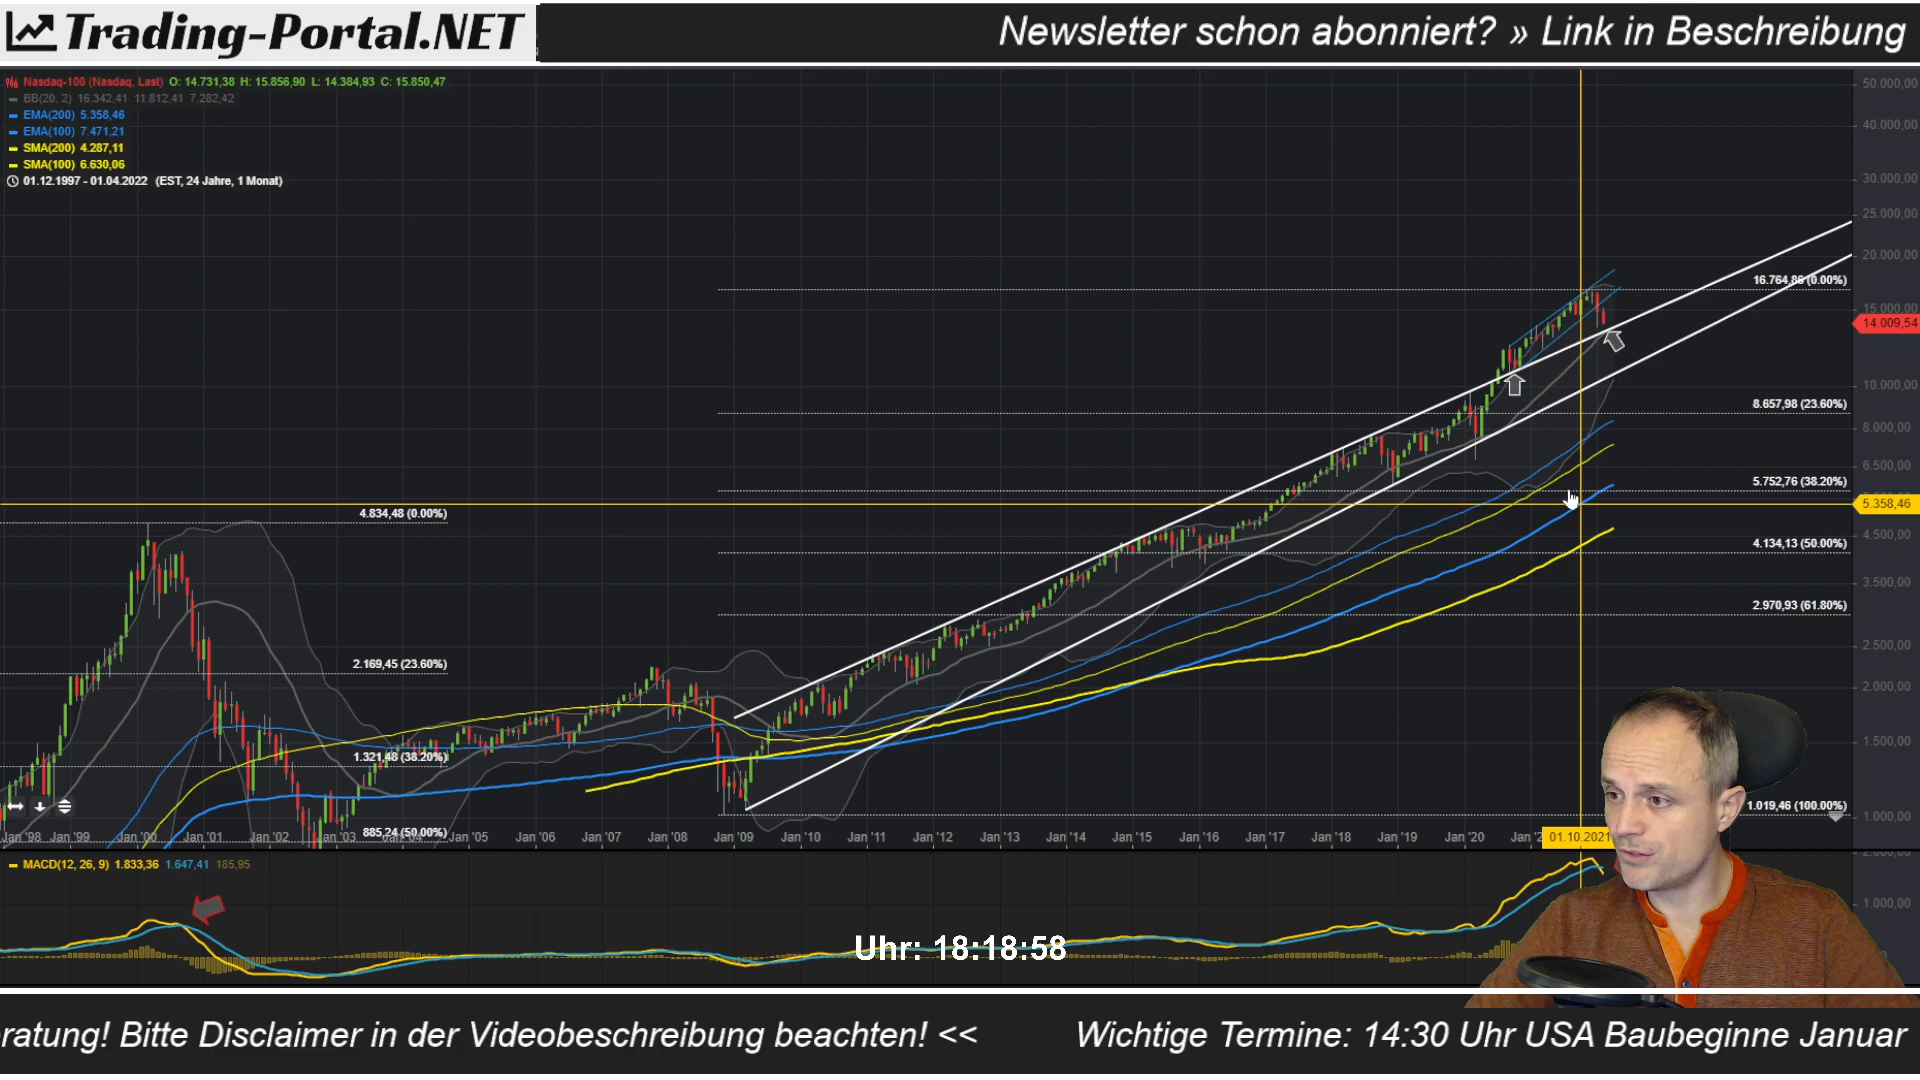 Trading-Portal.NET
Newsletter schon abonniert? » Link in Beschreibung
Nasdaq-100 (Nasdaq, Last) O: 14.731,38 H: 15.856,90 L: 14.384,93 C: 15.850,47
BB(20, 2) 16.342,41 11.812,41 7.282,42
EMA(200) 5.358,46
EMA(100) 7.471,21
SMA(200) 4.287,11
SMA(100) 6.630,06
01.12.1997 - 01.04.2022 (EST, 24 Jahre, 1 Monat)
50.000,00
40.000,00
30.000,00
25.000,00
20.000,00
16.764,86 (0.00%)
15.000,00
14.009,54
10.000,00
8.657,98 (23.60%)
8.000,00
6.500,00
5.752,76 (38.20%)
5.358,46
4.834,48 (0.00%)
4.500,00
4.134,13 (50.00%)
3.500,00
2.970,93 (61.80%)
2.500,00
2.169,45 (23.60%)
2.000,00
1.500,00
1.321,48 (38.20%)
1.019,46 (100.00%)
1.000,00
885,24 (50.00%)
Jan '98 Jan '99 Jan '00 Jan '01 Jan '02 Jan '03 Jan '04 Jan '05 Jan '06 Jan '07 Jan '08 Jan '09 Jan '10 Jan '11 Jan '12 Jan '13 Jan '14 Jan '15 Jan '16 Jan '17 Jan '18 Jan '19 Jan '20 Jan '2 01.10.2021
MACD(12, 26, 9) 1.833,36 1.647,41 185,95
2.000,00
1.000,00
Uhr: 18:18:58
eratung! Bitte Disclaimer in der Videobeschreibung beachten! << Wichtige Termine: 14:30 Uhr USA Baubeginne Januar